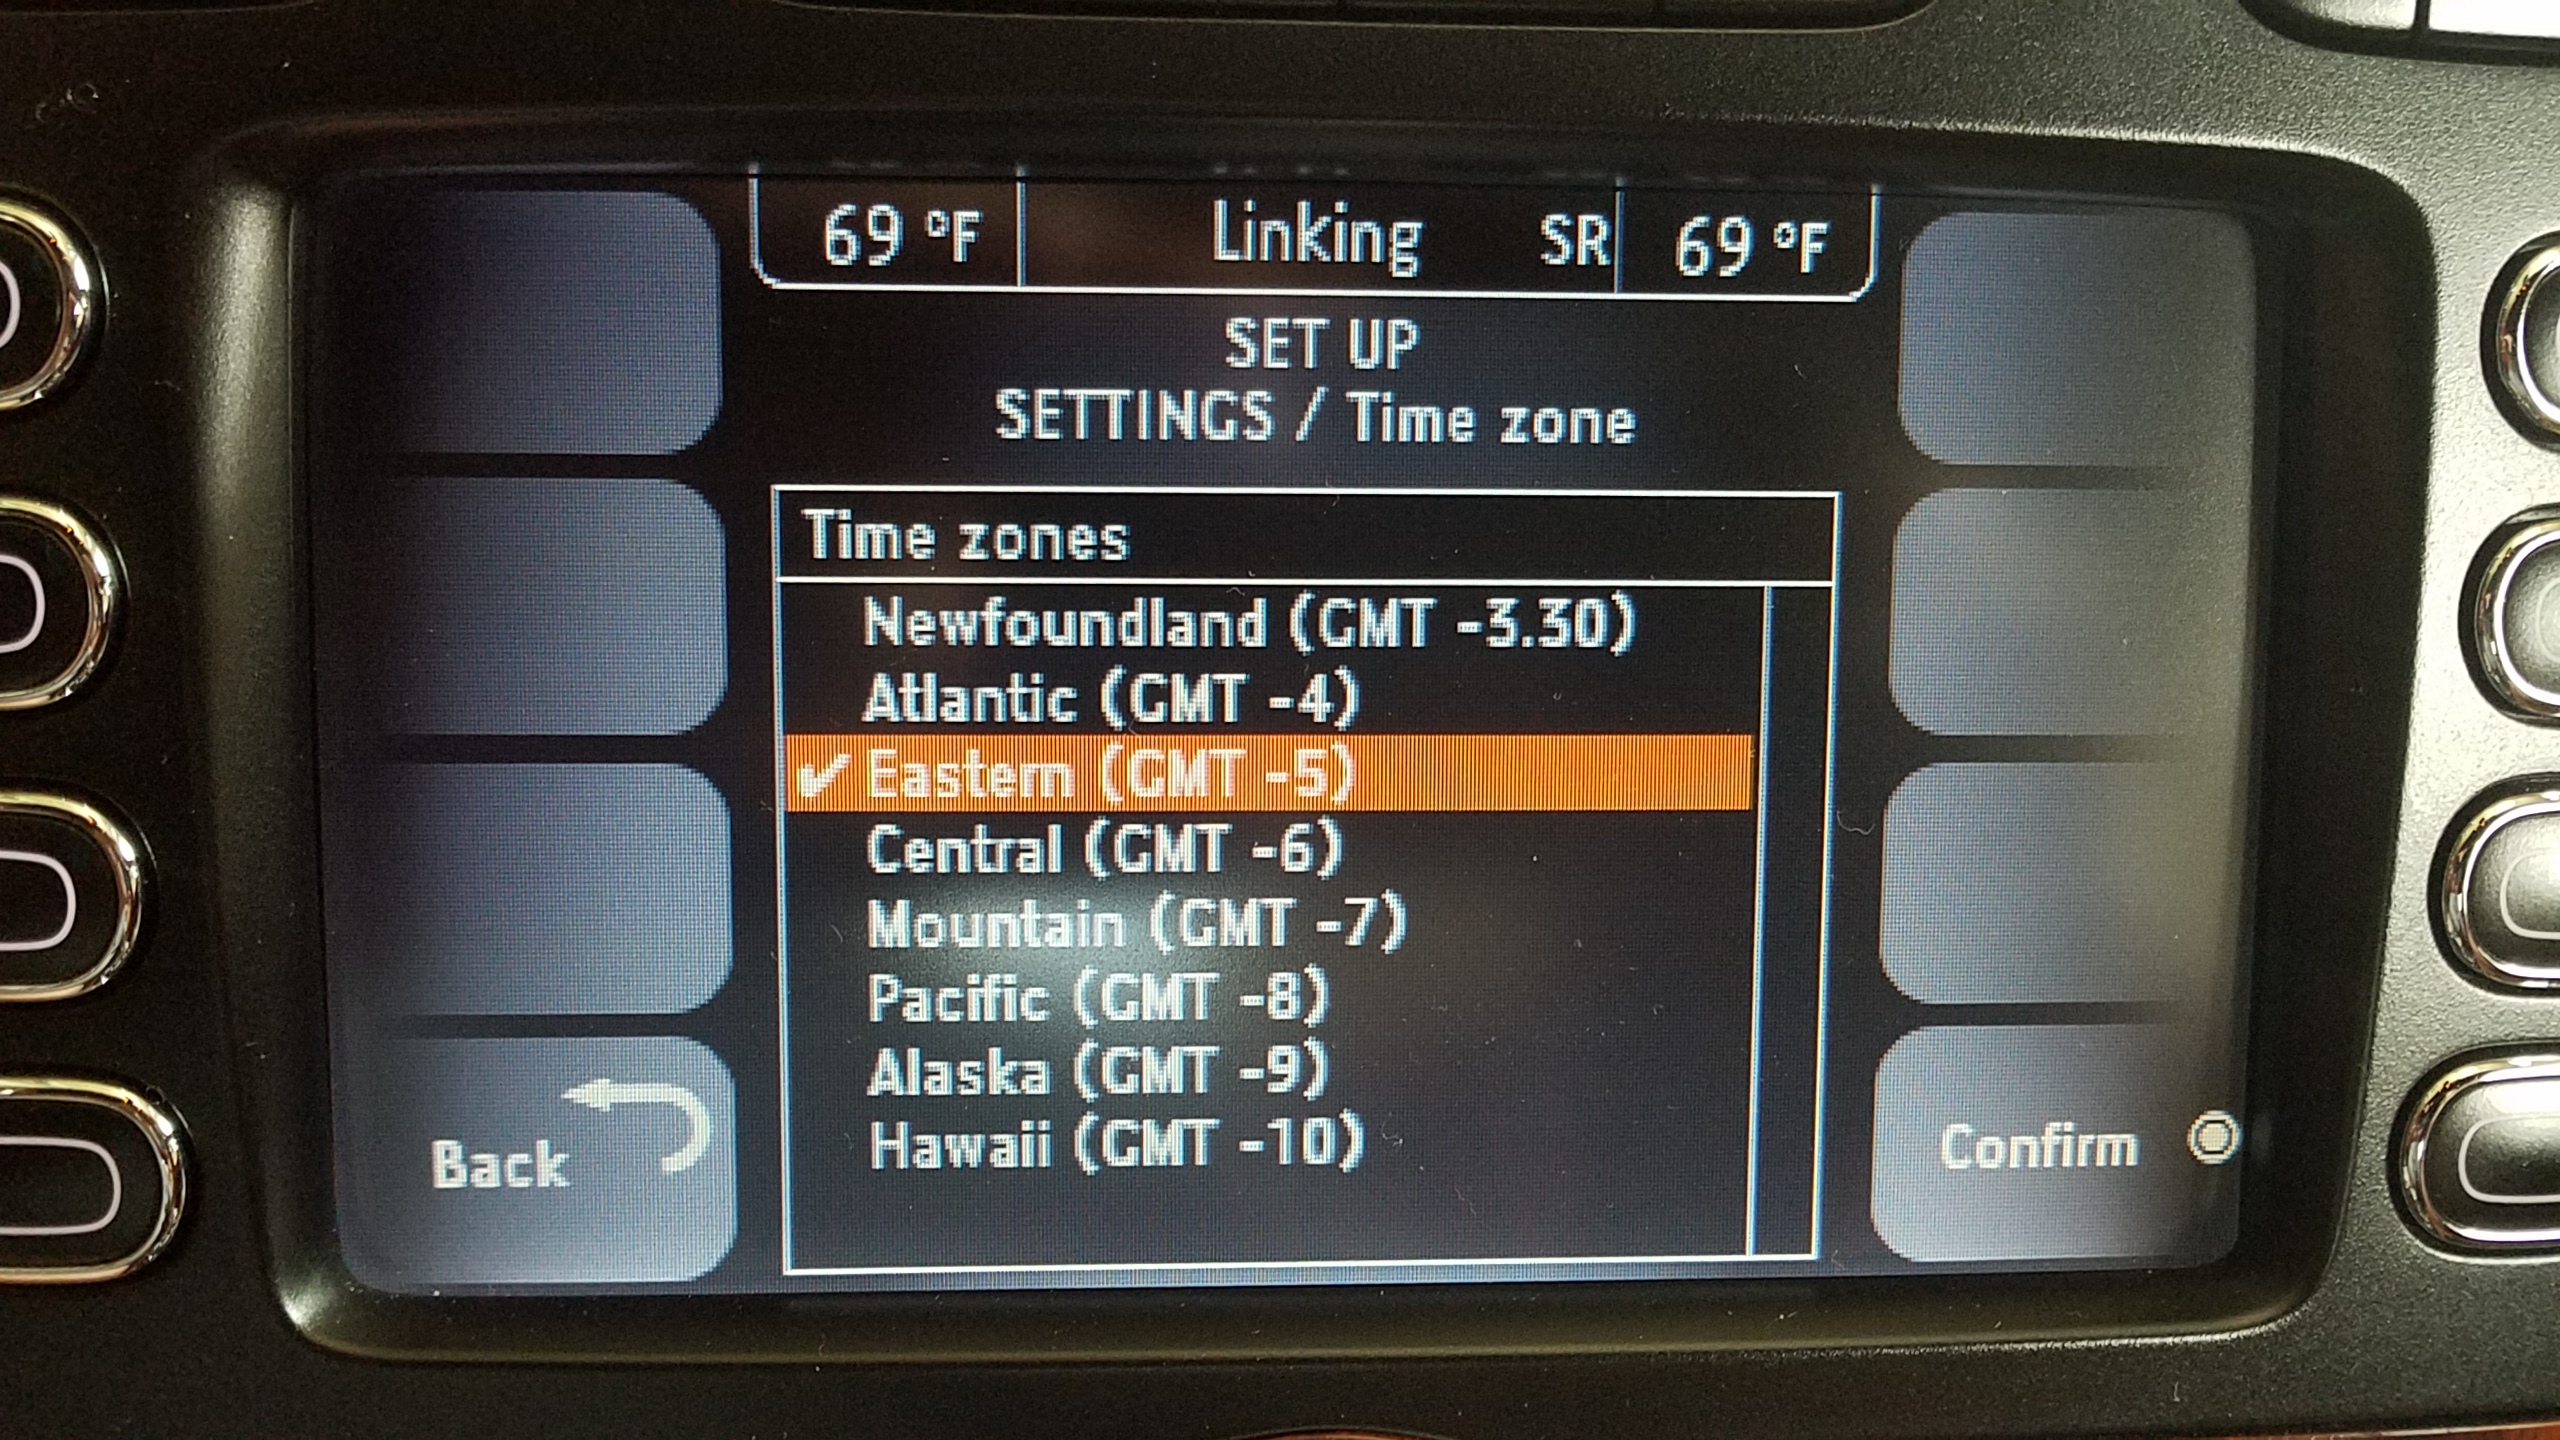 69 °F Linking SR 69 °F
SET UP
SETTINGS / Time zone
Time zones
Newfoundland (GMT -3.30)
Atlantic (GMT -4)
✔ Eastern (GMT -5)
Central (GMT -6)
Mountain (GMT -7)
Pacific (GMT -8)
Alaska (GMT -9)
Hawaii (GMT -10)
Back
Confirm